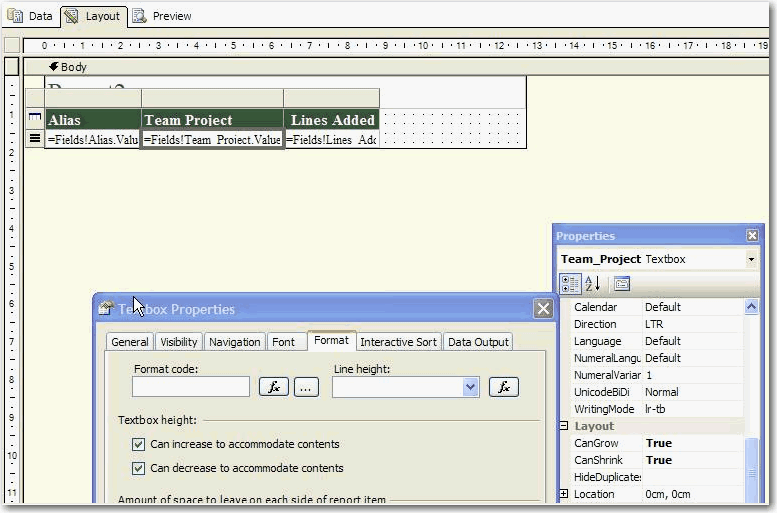 Data Layout Preview
0 1 2 3 4 5 6 7 8 9 10 11 12 13 14 15 16 17 18 19
Body
Alias Team Project Lines Added
=Fields!Alias.Valu =Fields!Team_Project.Value =Fields!Lines_Add
1
2
3
4
5
6
7
8
9
10
11
Properties
Team_Project Textbox
Calendar Default
Direction LTR
Language Default
NumeralLangu Default
NumeralVarian 1
UnicodeBiDi Normal
WritingMode lr-tb
Layout
CanGrow True
CanShrink True
HideDuplicates
Location 0cm, 0cm
Textbox Properties
General Visibility Navigation Font Format Interactive Sort Data Output
Format code: Line height:
fx ... fx
Textbox height:
Can increase to accommodate contents
Can decrease to accommodate contents
Amount of space to leave on each side of report item